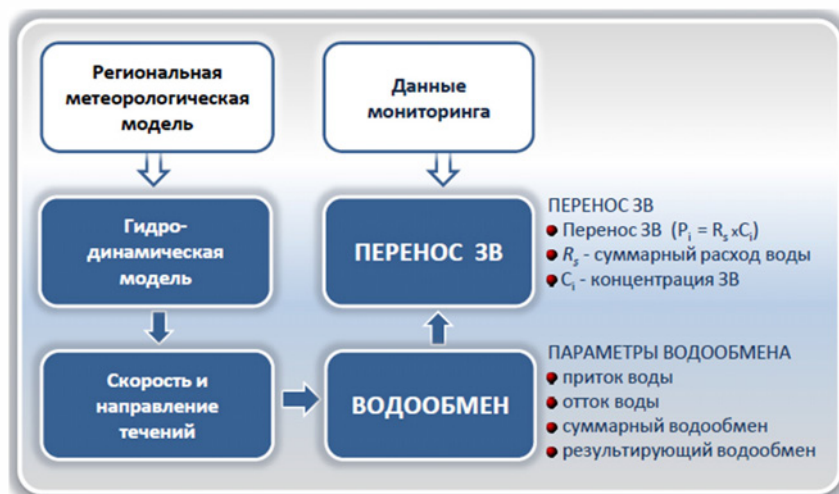 Региональная
метеорологическая
модель
Данные
мониторинга
Гидро-
динамическая
модель
ПЕРЕНОС ЗВ
ПЕРЕНОС ЗВ
Перенос ЗВ (Pᵢ = Rₛ xCᵢ)
Rₛ - суммарный расход воды
Cᵢ - концентрация ЗВ
Скорость и
направление
течений
ВОДООБМЕН
ПАРАМЕТРЫ ВОДООБМЕНА
приток воды
отток воды
суммарный водообмен
результирующий водообмен